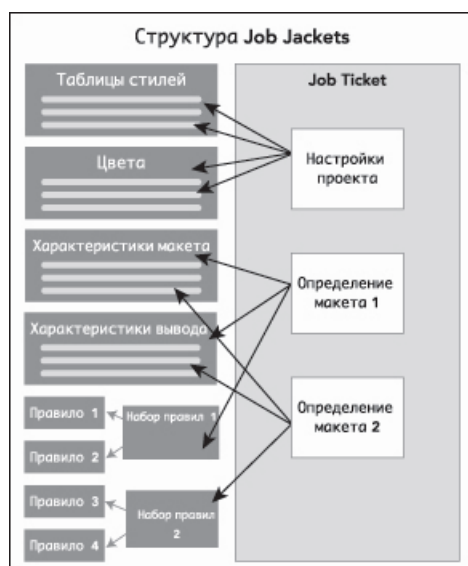 Структура Job Jackets
Таблицы стилей
Цвета
Характеристики макета
Характеристики вывода
Правило 1
Правило 2
Набор правил 1
Правило 3
Правило 4
Набор правил
2
Job Ticket
Настройки
проекта
Определение
макета 1
Определение
макета 2